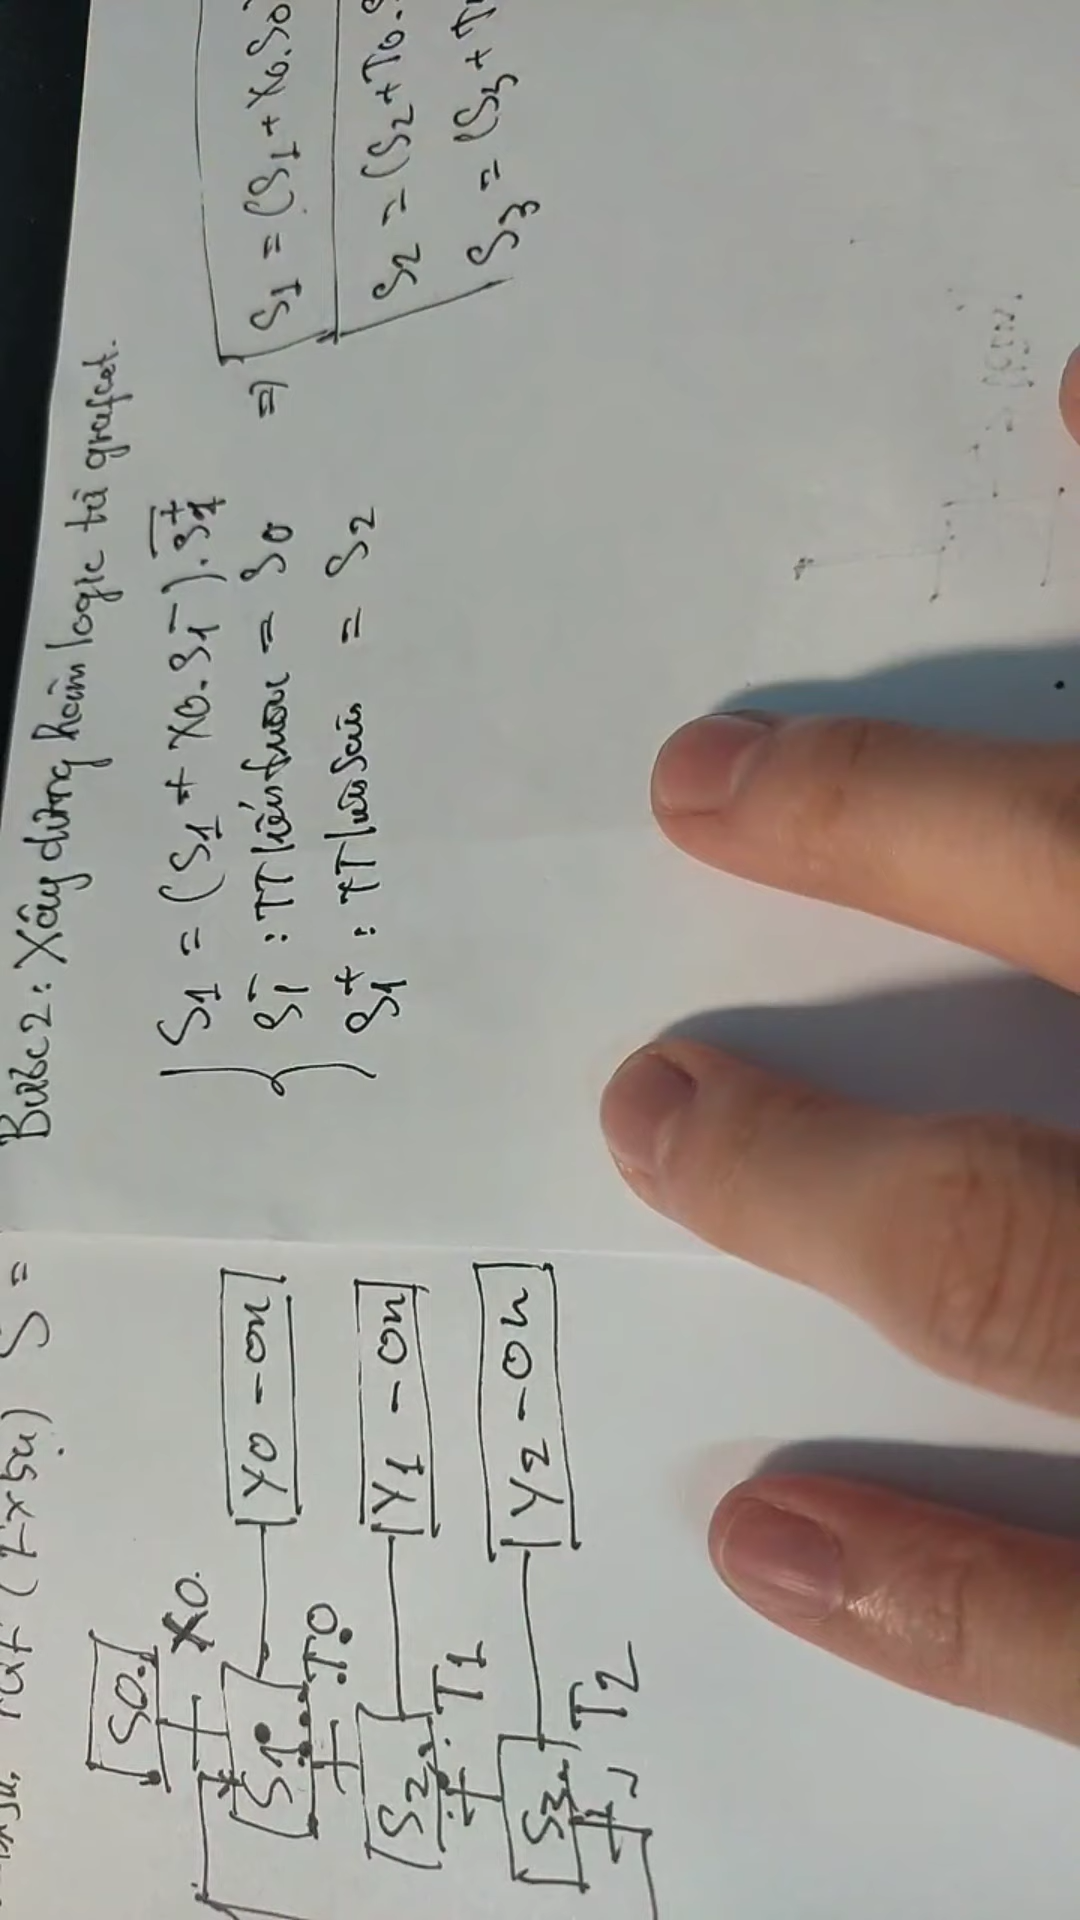 Bước 2: Xây dựng hàm logic từ grafcet.
S1 = (S1 + X0.S1⁻).S1⁺
S1⁻ : TT liền trước = S0
S1⁺ : TT liền sau = S2
⇒
S1 = (S1 + X0.S0
S2 = (S2 + T0.S
S3 = (S3 + T
S =
S0
X0
S1
Y0 - on
T0
S2
Y1 - on
T1
S3
Y2 - on
T2